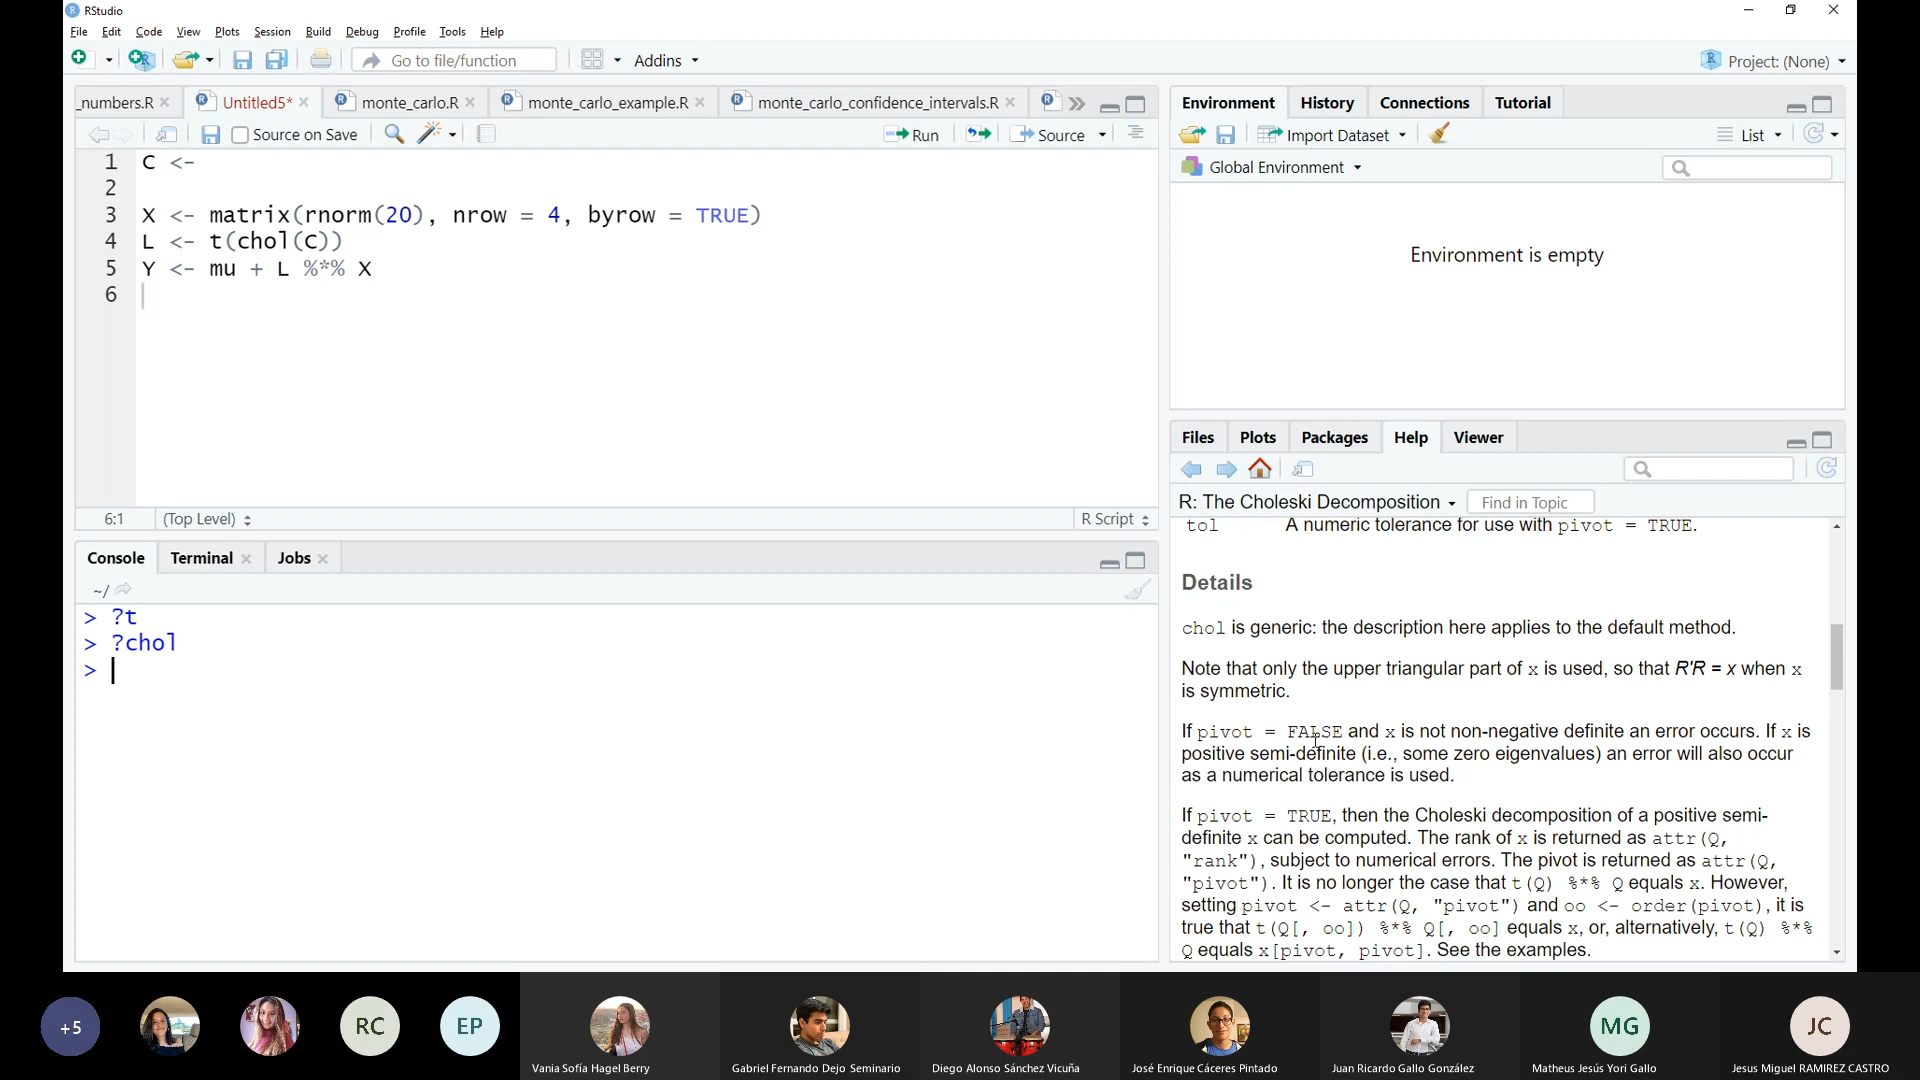 RStudio
File Edit Code View Plots Session Build Debug Profile Tools Help
Go to file/function Addins Project: (None)
_numbers.R Untitled5* monte_carlo.R monte_carlo_example.R monte_carlo_confidence_intervals.R
Source on Save Run Source
1 C <-
2
3 X <- matrix(rnorm(20), nrow = 4, byrow = TRUE)
4 L <- t(chol(C))
5 Y <- mu + L %*% X
6
6:1 (Top Level) R Script
Console Terminal Jobs
~/
> ?t
> ?chol
>
Environment History Connections Tutorial
Import Dataset List
Global Environment
Environment is empty
Files Plots Packages Help Viewer
R: The Choleski Decomposition Find in Topic
tol A numeric tolerance for use with pivot = TRUE.
Details
chol is generic: the description here applies to the default method.
Note that only the upper triangular part of x is used, so that R'R = x when x
is symmetric.
If pivot = FALSE and x is not non-negative definite an error occurs. If x is
positive semi-definite (i.e., some zero eigenvalues) an error will also occur
as a numerical tolerance is used.
If pivot = TRUE, then the Choleski decomposition of a positive semi-
definite x can be computed. The rank of x is returned as attr(Q,
"rank"), subject to numerical errors. The pivot is returned as attr(Q,
"pivot"). It is no longer the case that t(Q) %*% Q equals x. However,
setting pivot <- attr(Q, "pivot") and oo <- order(pivot), it is
true that t(Q[, oo]) %*% Q[, oo] equals x, or, alternatively, t(Q) %*%
Q equals x[pivot, pivot]. See the examples.
+5 RC EP MG JC
Vania Sofía Hagel Berry Gabriel Fernando Dejo Seminario Diego Alonso Sánchez Vicuña José Enrique Cáceres Pintado Juan Ricardo Gallo González Matheus Jesús Yori Gallo Jesus Miguel RAMIREZ CASTRO